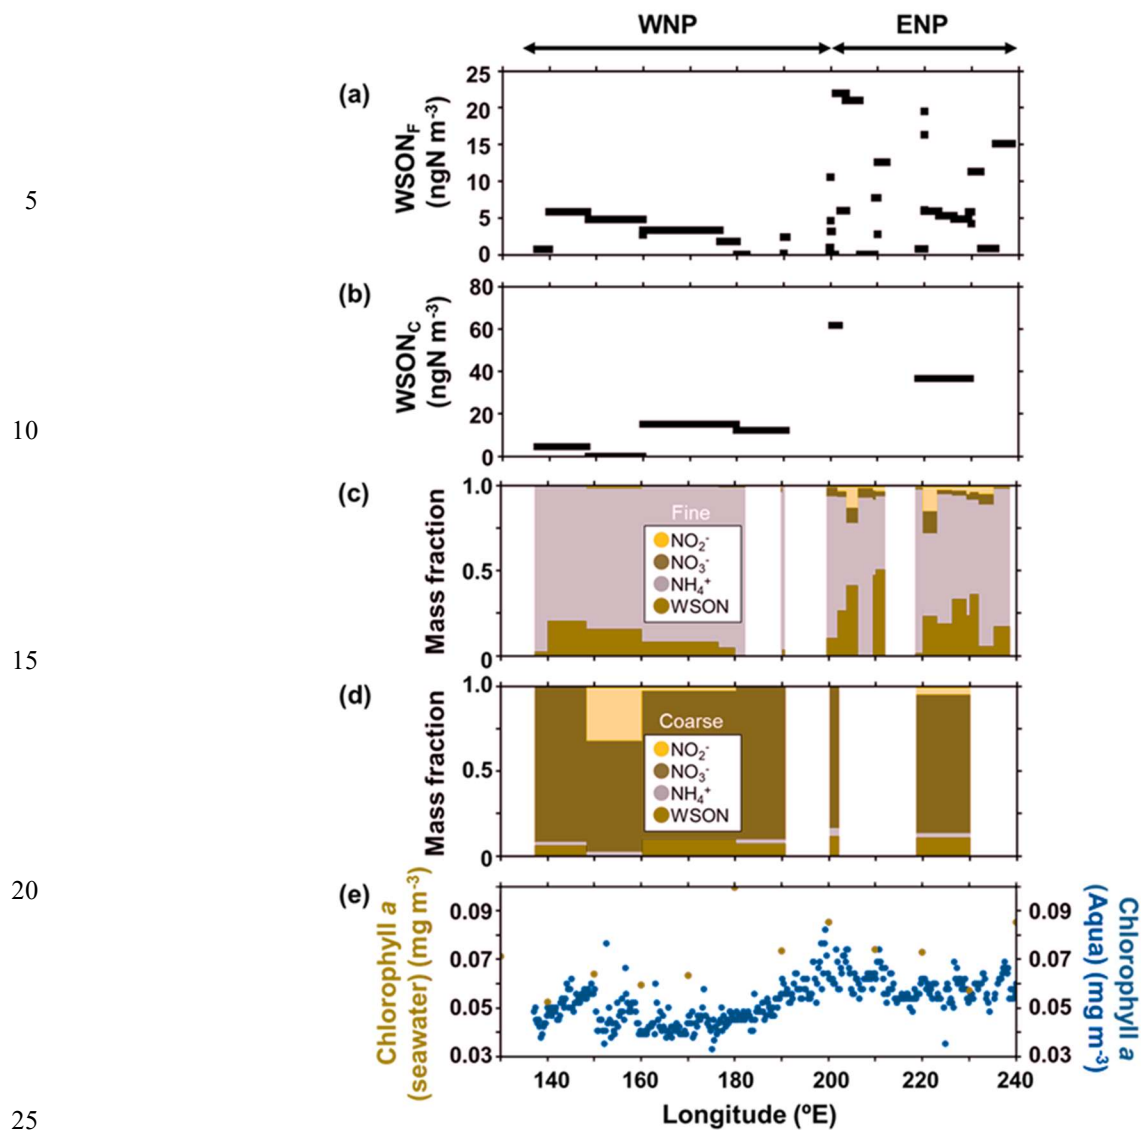 WNP ENP
(a)
WSON_F
(ngN m⁻³)
25
20
15
10
5
0
5
(b)
WSON_C
(ngN m⁻³)
80
60
40
20
0
10
(c)
Mass fraction
1.0
0.5
0
Fine
NO₂⁻
NO₃⁻
NH₄⁺
WSON
15
(d)
Mass fraction
1.0
0.5
0
Coarse
NO₂⁻
NO₃⁻
NH₄⁺
WSON
20
(e)
Chlorophyll a
(seawater) (mg m⁻³)
0.09
0.07
0.05
0.03
0.09
0.07
0.05
0.03
Chlorophyll a
(Aqua) (mg m⁻³)
140 160 180 200 220 240
Longitude (ºE)
25